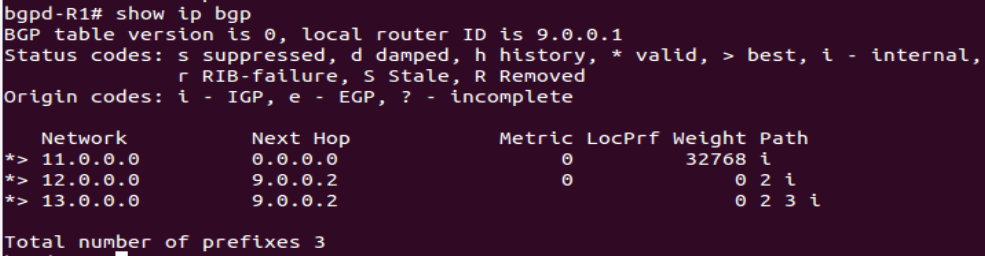 bgpd-R1# show ip bgp
BGP table version is 0, local router ID is 9.0.0.1
Status codes: s suppressed, d damped, h history, * valid, > best, i - internal,
              r RIB-failure, S Stale, R Removed
Origin codes: i - IGP, e - EGP, ? - incomplete

   Network          Next Hop            Metric LocPrf Weight Path
*> 11.0.0.0         0.0.0.0                  0         32768 i
*> 12.0.0.0         9.0.0.2                  0             0 2 i
*> 13.0.0.0         9.0.0.2                                0 2 3 i

Total number of prefixes 3